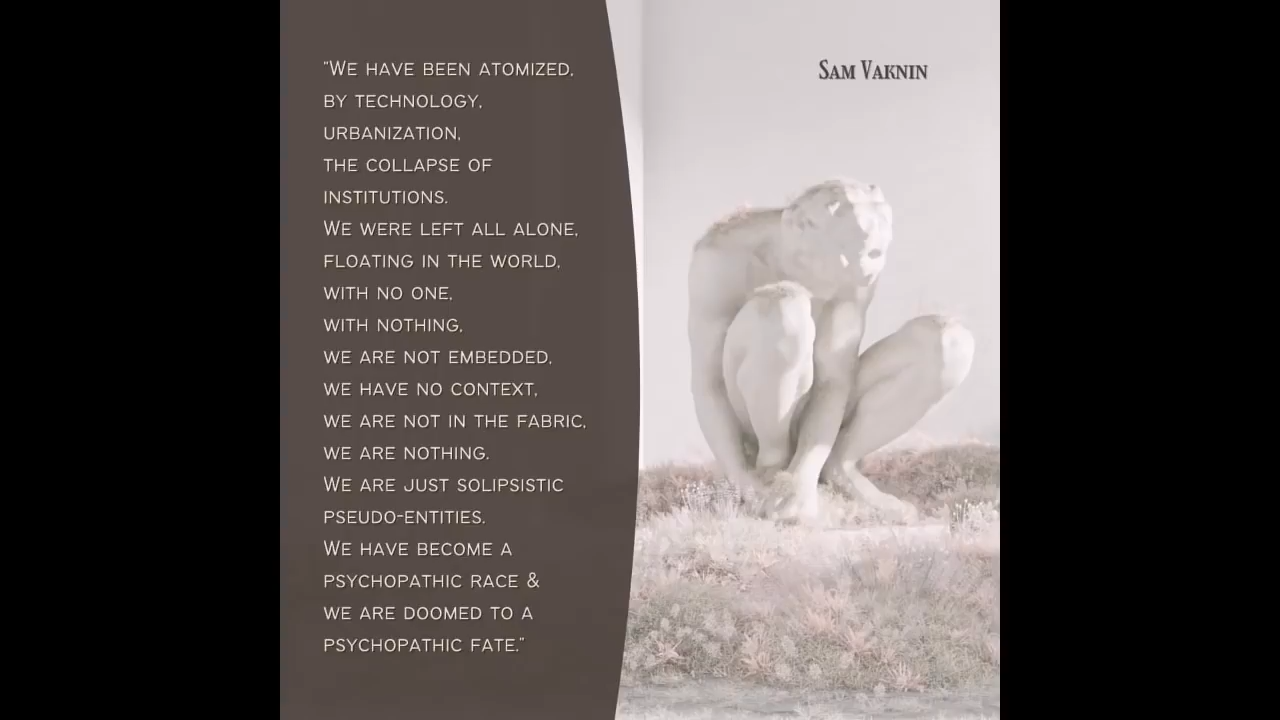 "We have been atomized,
by technology,
urbanization,
the collapse of
institutions.
We were left all alone,
floating in the world,
with no one,
with nothing,
we are not embedded,
we have no context,
we are not in the fabric,
we are nothing.
We are just solipsistic
pseudo-entities.
We have become a
psychopathic race &
we are doomed to a
psychopathic fate."
Sam Vaknin